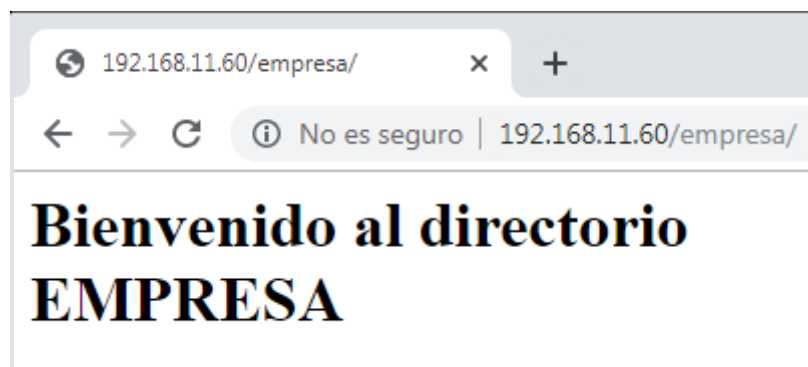 192.168.11.60/empresa/
No es seguro | 192.168.11.60/empresa/
Bienvenido al directorio
EMPRESA